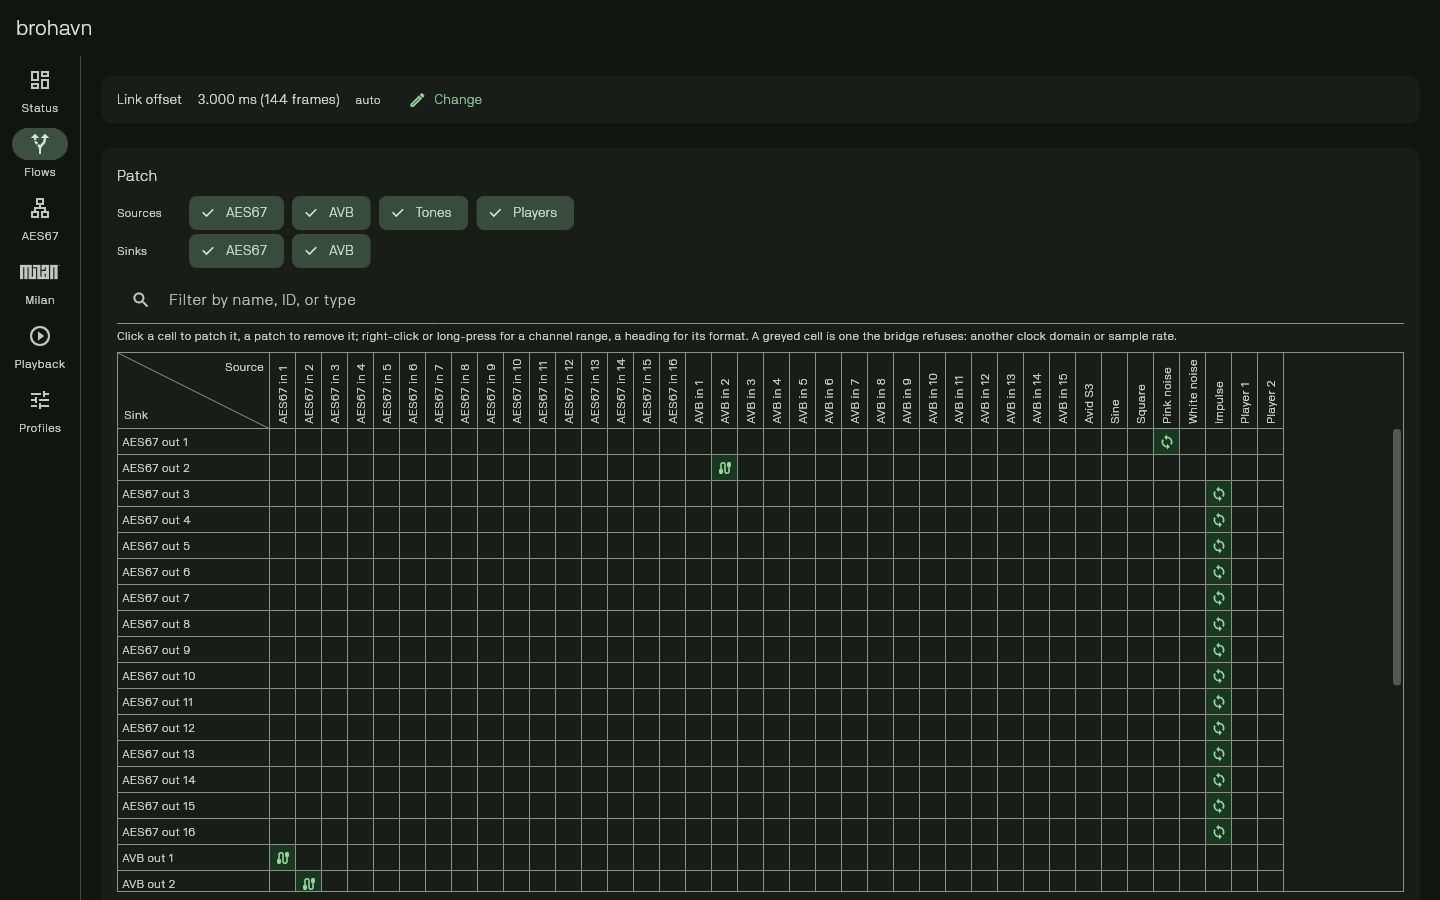 brohavn
Status
Flows
AES67
Milan
Playback
Profiles
Link offset 3.000 ms (144 frames) auto Change
Patch
Sources AES67 AVB Tones Players
Sinks AES67 AVB
Filter by name, ID, or type
Click a cell to patch it, a patch to remove it; right-click or long-press for a channel range, a heading for its format. A greyed cell is one the bridge refuses: another clock domain or sample rate.
Source
Sink
AES67 in 1
AES67 in 2
AES67 in 3
AES67 in 4
AES67 in 5
AES67 in 6
AES67 in 7
AES67 in 8
AES67 in 9
AES67 in 10
AES67 in 11
AES67 in 12
AES67 in 13
AES67 in 14
AES67 in 15
AES67 in 16
AVB in 1
AVB in 2
AVB in 3
AVB in 4
AVB in 5
AVB in 6
AVB in 7
AVB in 8
AVB in 9
AVB in 10
AVB in 11
AVB in 12
AVB in 13
AVB in 14
AVB in 15
Avid S3
Sine
Square
Pink noise
White noise
Impulse
Player 1
Player 2
AES67 out 1
AES67 out 2
AES67 out 3
AES67 out 4
AES67 out 5
AES67 out 6
AES67 out 7
AES67 out 8
AES67 out 9
AES67 out 10
AES67 out 11
AES67 out 12
AES67 out 13
AES67 out 14
AES67 out 15
AES67 out 16
AVB out 1
AVB out 2